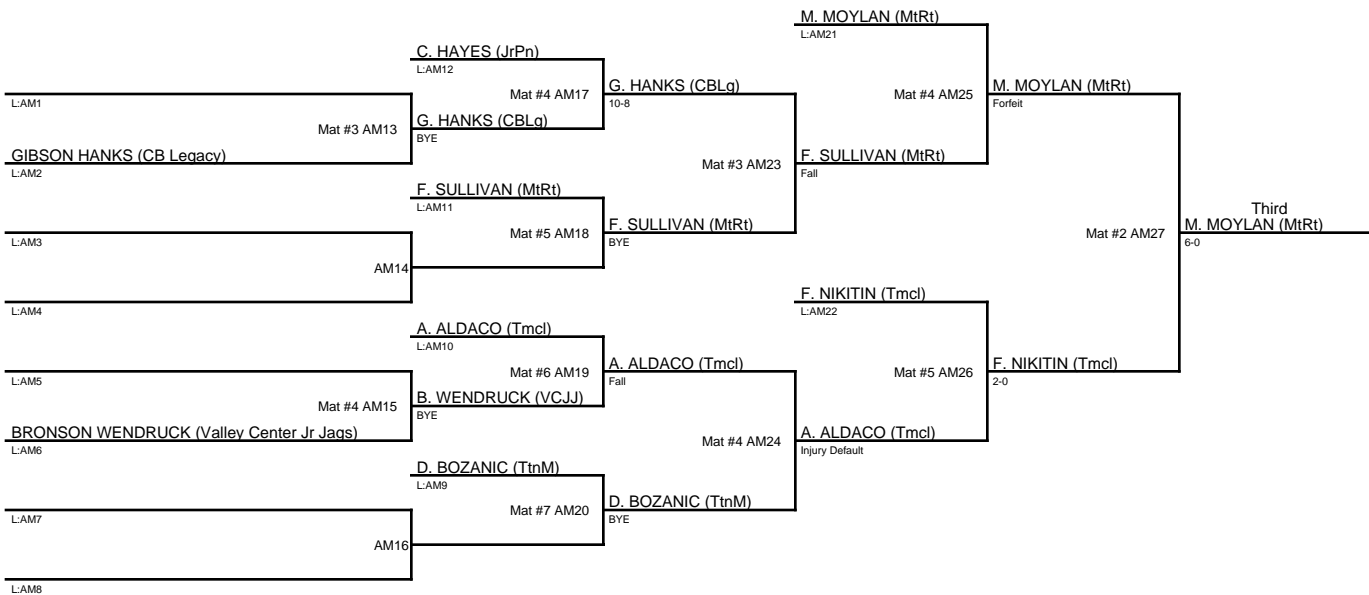 M. MOYLAN (MtRt)
L:AM21
C. HAYES (JrPn)
L:AM12
Mat #4 AM17
G. HANKS (CBLg)
10-8
Mat #4 AM25
M. MOYLAN (MtRt)
Forfeit
L:AM1
Mat #3 AM13
G. HANKS (CBLg)
BYE
GIBSON HANKS (CB Legacy)
L:AM2
Mat #3 AM23
F. SULLIVAN (MtRt)
Fall
F. SULLIVAN (MtRt)
L:AM11
Mat #5 AM18
F. SULLIVAN (MtRt)
BYE
Mat #2 AM27
Third
M. MOYLAN (MtRt)
6-0
L:AM3
AM14
L:AM4
F. NIKITIN (Tmcl)
L:AM22
A. ALDACO (Tmcl)
L:AM10
Mat #6 AM19
A. ALDACO (Tmcl)
Fall
Mat #5 AM26
F. NIKITIN (Tmcl)
2-0
L:AM5
Mat #4 AM15
B. WENDRUCK (VCJJ)
BYE
BRONSON WENDRUCK (Valley Center Jr Jags)
L:AM6
Mat #4 AM24
A. ALDACO (Tmcl)
Injury Default
D. BOZANIC (TtnM)
L:AM9
Mat #7 AM20
D. BOZANIC (TtnM)
BYE
L:AM7
AM16
L:AM8